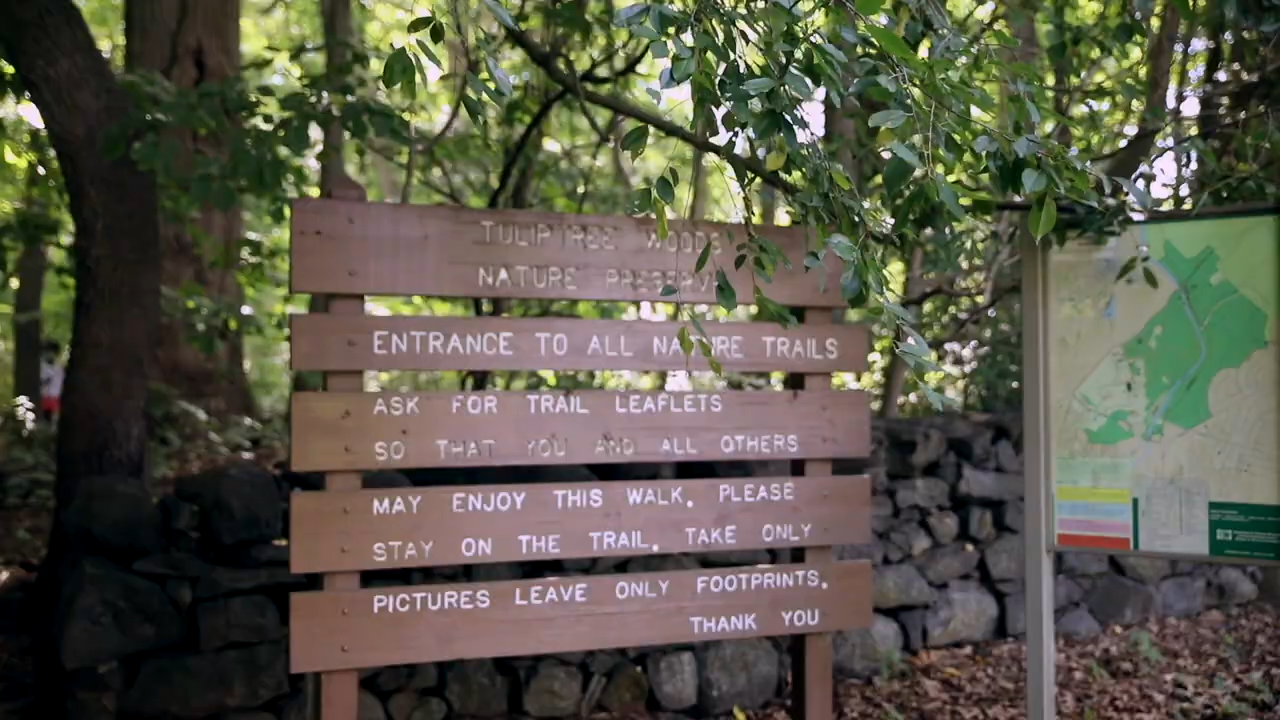 TULIPTREE WOODS
NATURE PRESERVE
ENTRANCE TO ALL NATURE TRAILS
ASK FOR TRAIL LEAFLETS
SO THAT YOU AND ALL OTHERS
MAY ENJOY THIS WALK. PLEASE
STAY ON THE TRAIL. TAKE ONLY
PICTURES LEAVE ONLY FOOTPRINTS.
THANK YOU